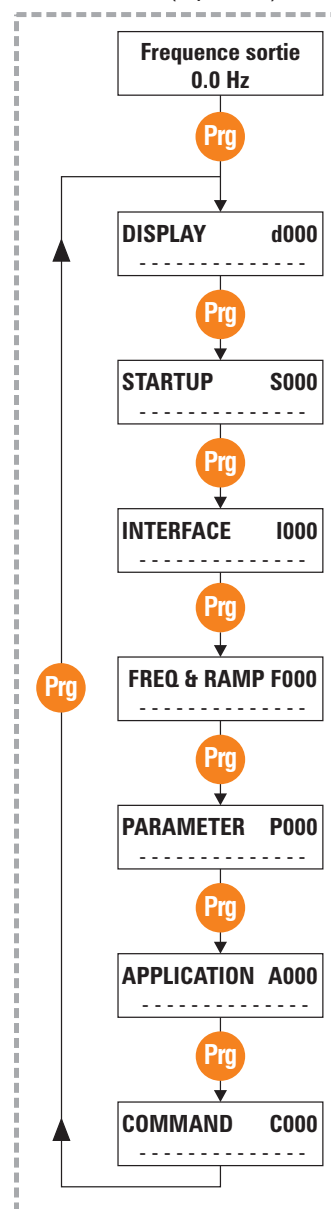 Frequence sortie
0.0 Hz
Prg
DISPLAY d000
- - - - - - - - - - - - - -
Prg
STARTUP S000
- - - - - - - - - - - - - -
Prg
INTERFACE I000
- - - - - - - - - - - - - -
Prg
FREQ & RAMP F000
- - - - - - - - - - - - - -
Prg
Prg
PARAMETER P000
- - - - - - - - - - - - - -
Prg
APPLICATION A000
- - - - - - - - - - - - - -
Prg
COMMAND C000
- - - - - - - - - - - - - -